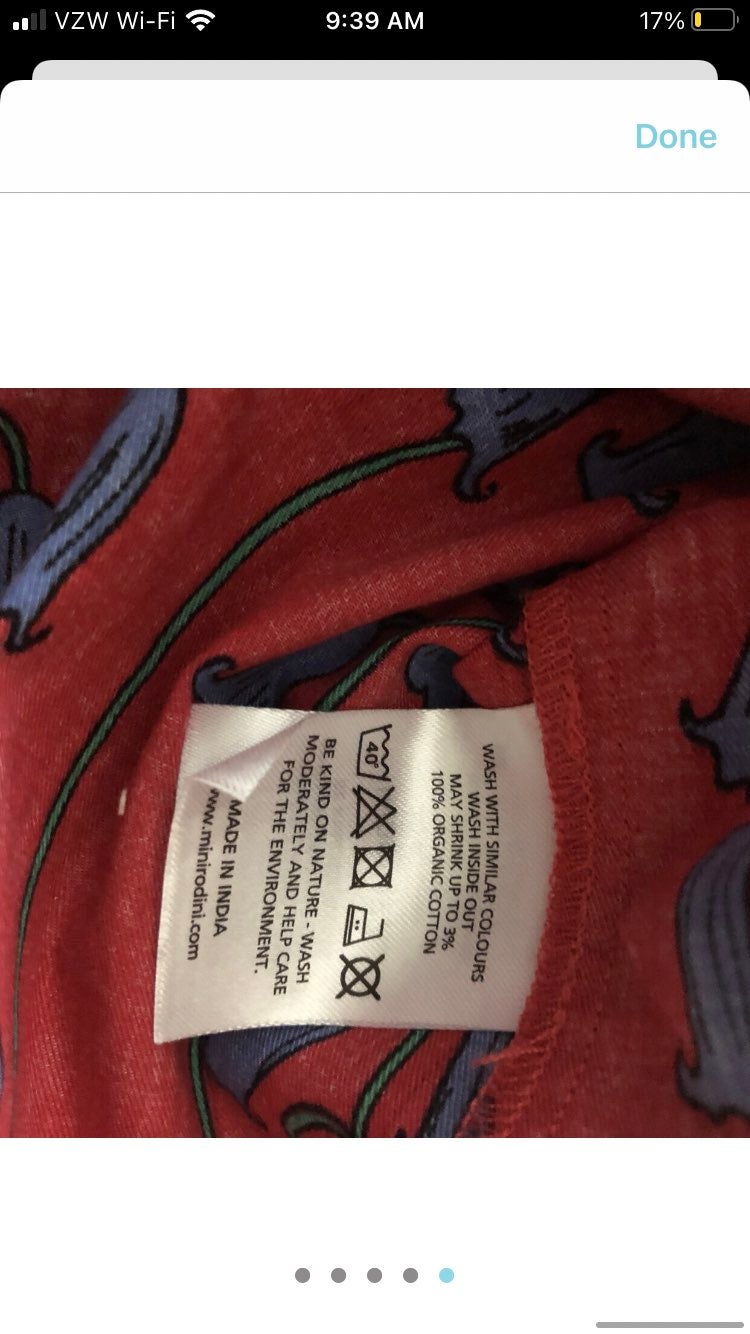 VZW Wi-Fi
9:39 AM
17%
Done
WASH WITH SIMILAR COLOURS
WASH INSIDE OUT
MAY SHRINK UP TO 3%
100% ORGANIC COTTON
40°
BE KIND ON NATURE - WASH
MODERATELY AND HELP CARE
FOR THE ENVIRONMENT.
MADE IN INDIA
www.minirodini.com